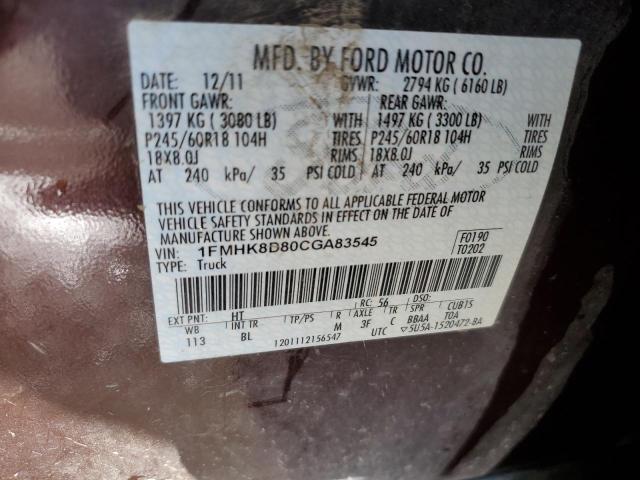 MFD. BY FORD MOTOR CO.
DATE: 12/11 GVWR: 2794 KG ( 6160 LB)
FRONT GAWR: REAR GAWR:
1397 KG ( 3080 LB) WITH 1497 KG ( 3300 LB) WITH
P245/60R18 104H TIRES P245/60R18 104H TIRES
18X8.0J RIMS 18X8.0J RIMS
AT 240 kPa/ 35 PSI COLD AT 240 kPa/ 35 PSI COLD
THIS VEHICLE CONFORMS TO ALL APPLICABLE FEDERAL MOTOR
VEHICLE SAFETY STANDARDS IN EFFECT ON THE DATE OF
MANUFACTURE SHOWN ABOVE.
VIN: 1FMHK8D80CGA83545 F0190
TYPE: Truck T0202
EXT PNT: HT RC: 56 DSO:
WB INT TR TP/PS R AXLE TR SPR CUBTS
113 BL M 3F C BBAA TOA
1201112156547 UTC ▽5U5A-1520472-BA